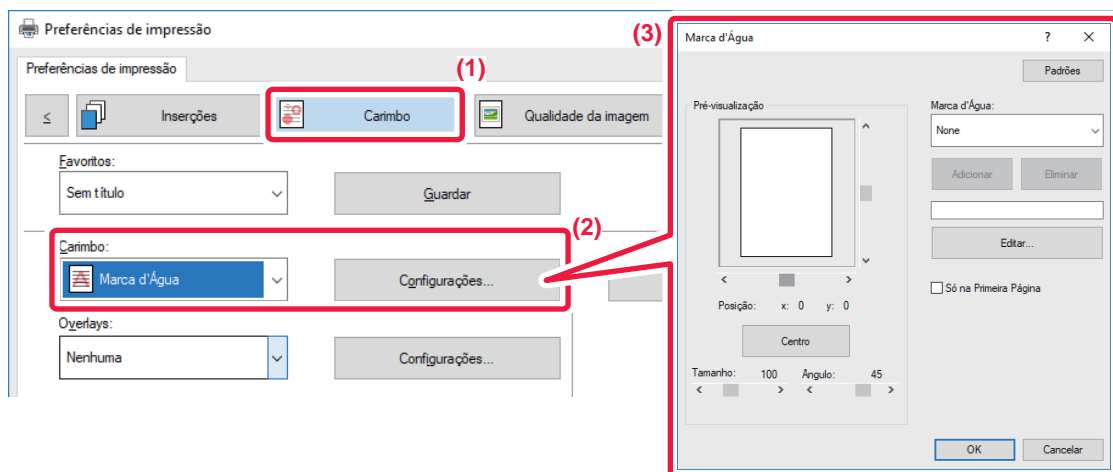 Preferências de impressão
Preferências de impressão
(1)
<
Inserções
Carimbo
Qualidade da imagem
Favoritos:
Sem título
Guardar
(2)
Carimbo:
Marca d'Água
Configurações...
Overlays:
Nenhuma
Configurações...
(3)
Marca d'Água
?
Padrões
Pré-visualização
Marca d'Água:
None
Adicionar
Eliminar
Editar...
Só na Primeira Página
Posição: x: 0 y: 0
Centro
Tamanho: 100 Ângulo: 45
OK
Cancelar